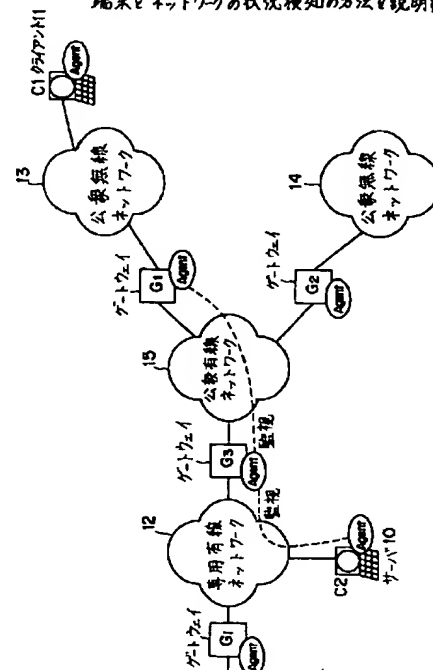 端末とネットワークの状況検知の方法を説明
C1 クライアント11
Agent
13
公衆無線
ネットワーク
14
公衆無線
ネットワーク
ゲートウェイ
G1
Agent
ゲートウェイ
G2
Agent
15
公衆有線
ネットワーク
監視
ゲートウェイ
G3
Agent
監視
12
専用有線
ネットワーク
Agent
C2
サーバ10
ゲートウェイ
Gi
Agent